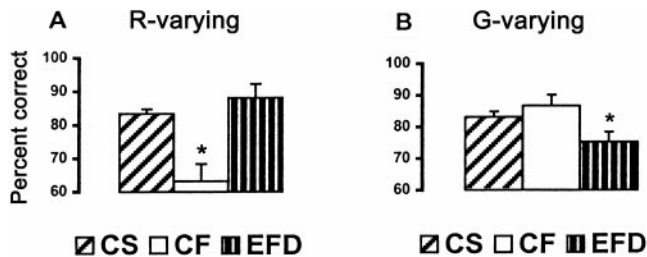 A R-varying
B G-varying
Percent correct
100
90
80
70
60
*
100
90
80
70
60
*
CS CF EFD
CS CF EFD